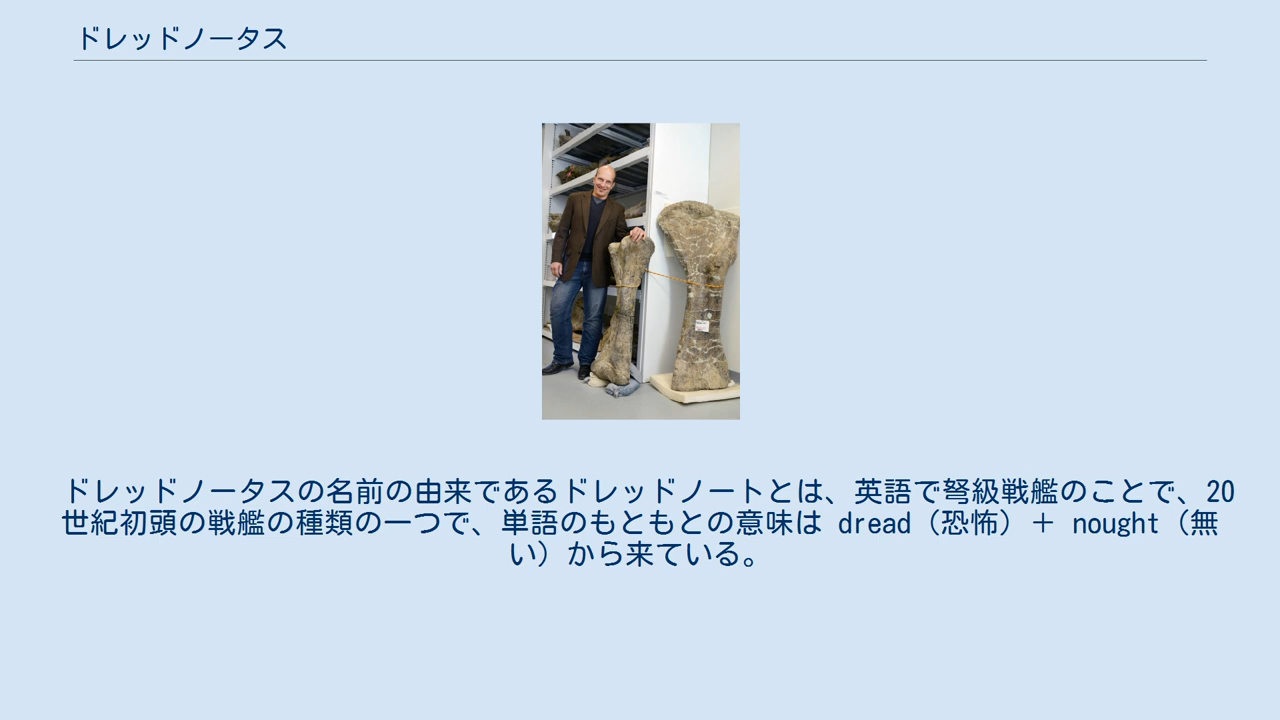 ドレッドノータス
ドレッドノータスの名前の由来であるドレッドノートとは、英語で弩級戦艦のことで、20
世紀初頭の戦艦の種類の一つで、単語のもともとの意味は dread（恐怖）＋ nought（無
い）から来ている。